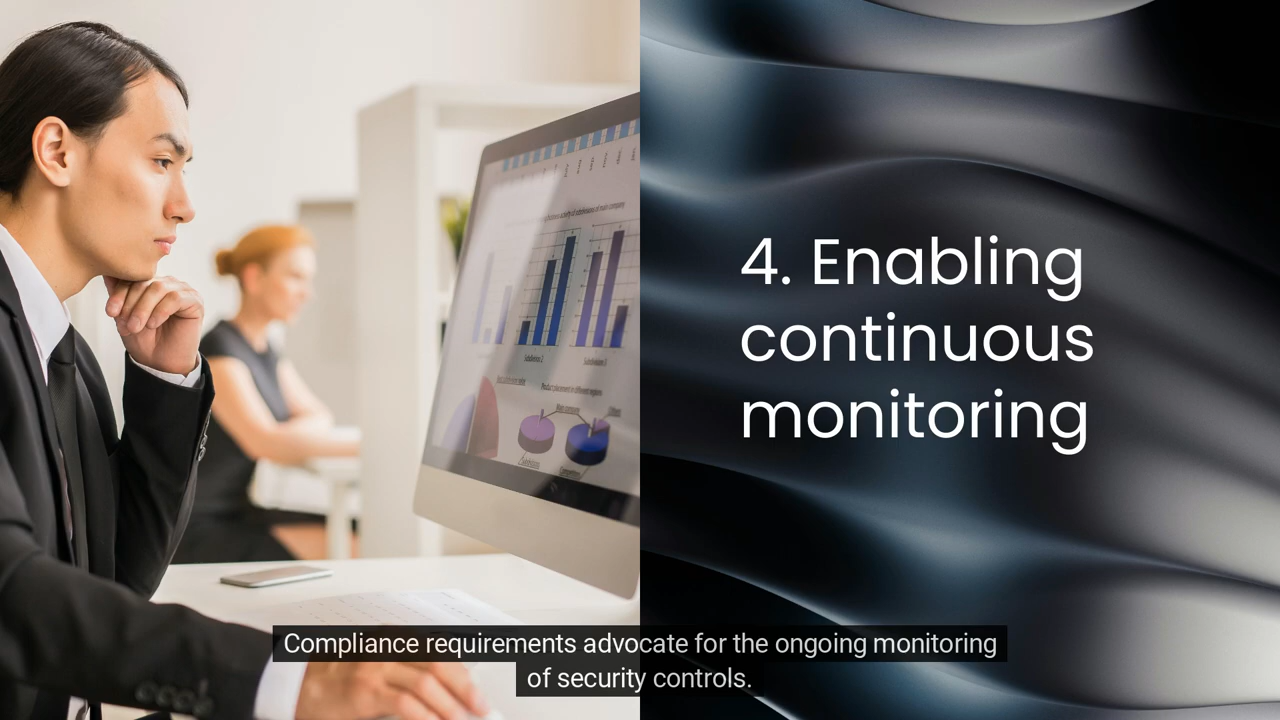 4. Enabling
continuous
monitoring
Compliance requirements advocate for the ongoing monitoring
of security controls.